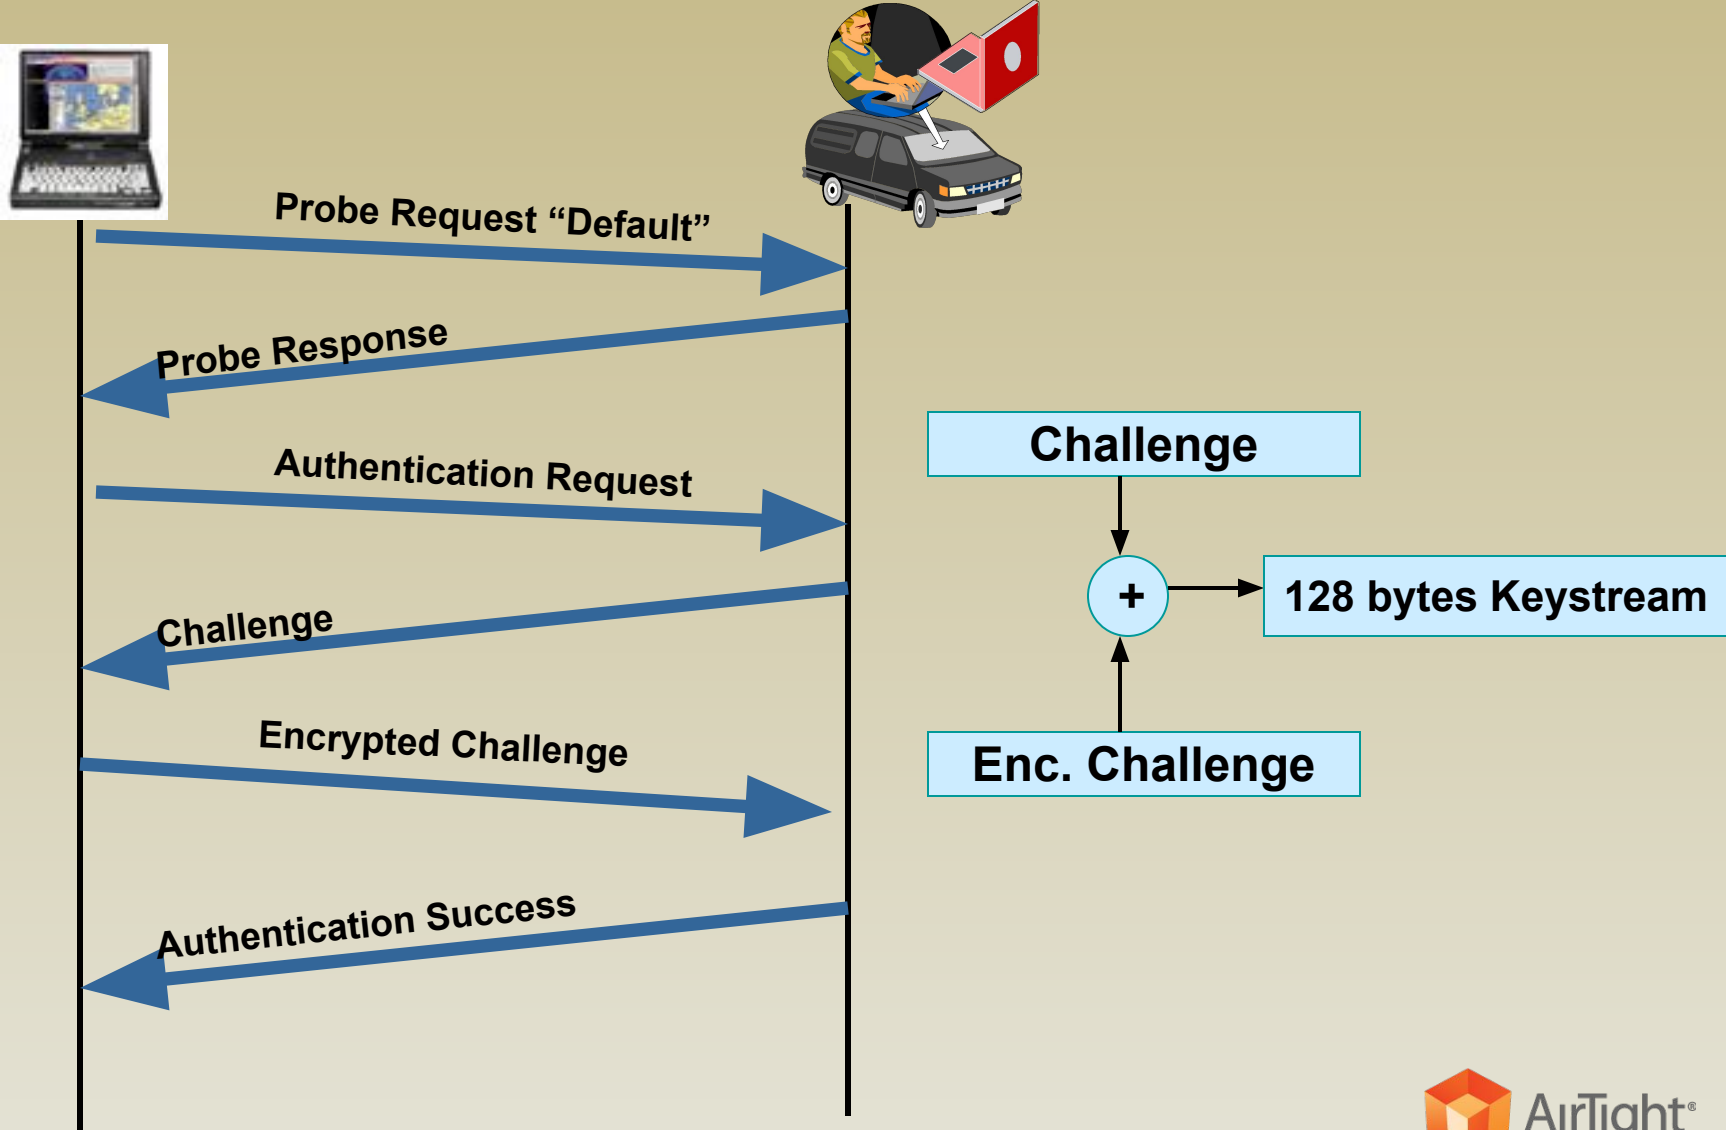 Probe Request “Default”
Probe Response
Authentication Request
Challenge
Encrypted Challenge
Authentication Success
Challenge
+
128 bytes Keystream
Enc. Challenge
AirTight®